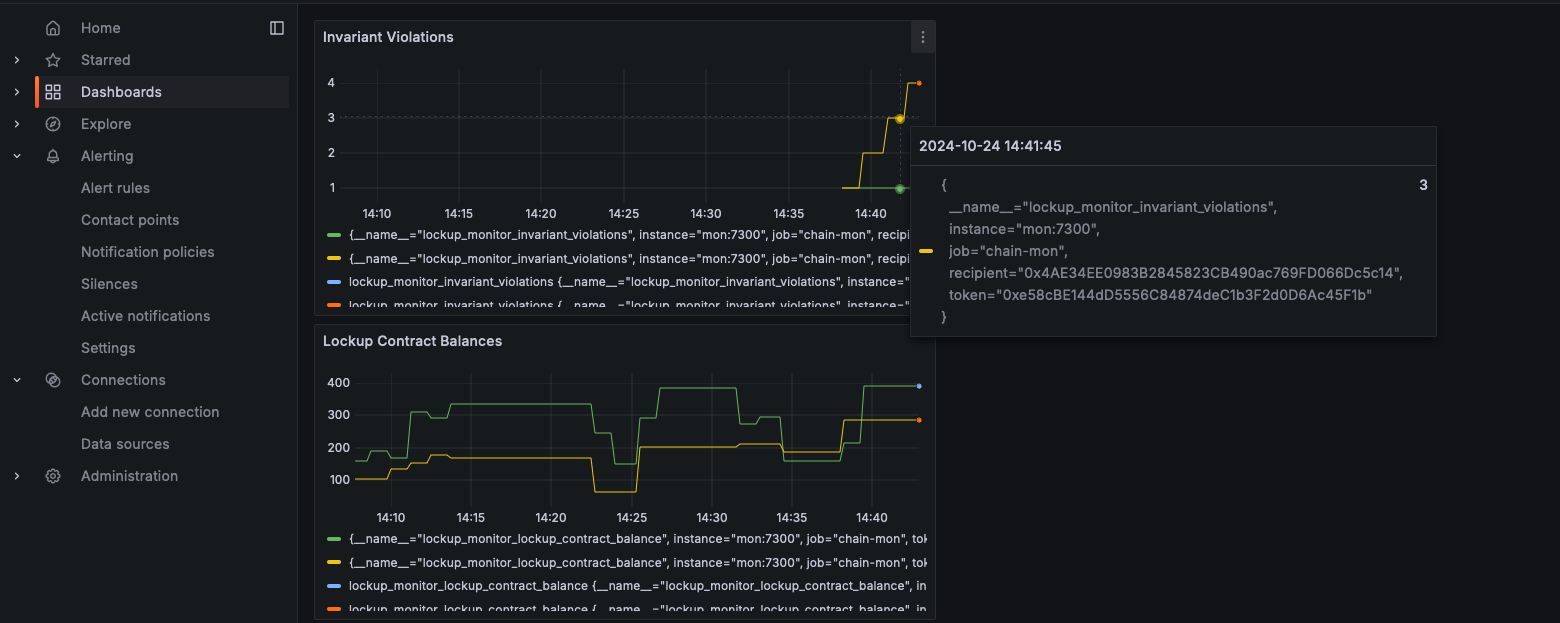 Home
Starred
Dashboards
Explore
Alerting
Alert rules
Contact points
Notification policies
Silences
Active notifications
Settings
Connections
Add new connection
Data sources
Administration
Invariant Violations
4
3
2
1
14:10 14:15 14:20 14:25 14:30 14:35 14:40
{__name__="lockup_monitor_invariant_violations", instance="mon:7300", job="chain-mon", recipi
{__name__="lockup_monitor_invariant_violations", instance="mon:7300", job="chain-mon", recipi
lockup_monitor_invariant_violations {__name__="lockup_monitor_invariant_violations", instance="
lockup_monitor_invariant_violations {__name__="lockup_monitor_invariant_violations", instance="
2024-10-24 14:41:45
{ 3
__name__="lockup_monitor_invariant_violations",
instance="mon:7300",
job="chain-mon",
recipient="0x4AE34EE0983B2845823CB490ac769FD066Dc5c14",
token="0xe58cBE144dD5556C84874deC1b3F2d0D6Ac45F1b"
}
Lockup Contract Balances
400
300
200
100
14:10 14:15 14:20 14:25 14:30 14:35 14:40
{__name__="lockup_monitor_lockup_contract_balance", instance="mon:7300", job="chain-mon", tok
{__name__="lockup_monitor_lockup_contract_balance", instance="mon:7300", job="chain-mon", tok
lockup_monitor_lockup_contract_balance {__name__="lockup_monitor_lockup_contract_balance", in
lockup_monitor_lockup_contract_balance {__name__="lockup_monitor_lockup_contract_balance", in